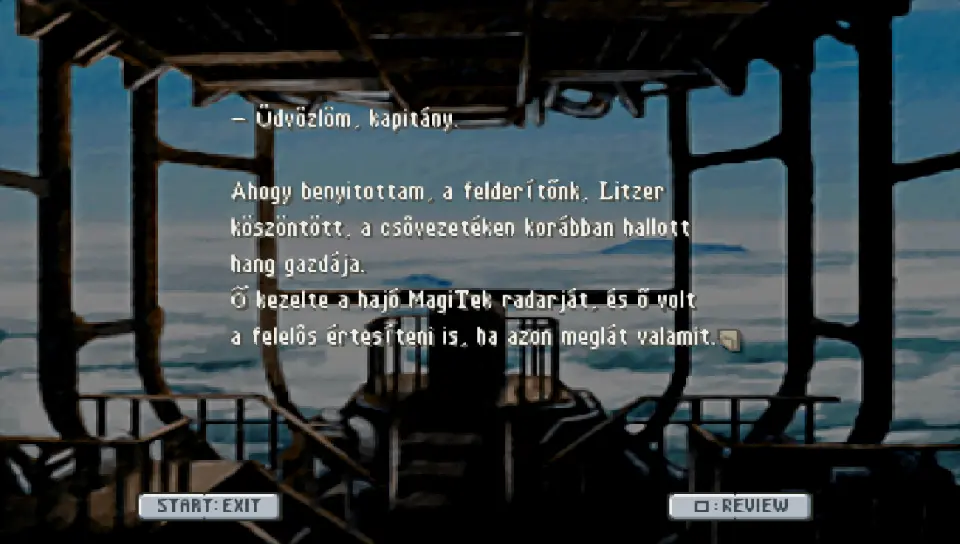 – Üdvözlöm, kapitány.
Ahogy benyitottam, a felderítőnk, Litzer
köszöntött, a csővezetéken korábban hallott
hang gazdája.
Ő kezelte a hajó MagiTek radarját, és ő volt
a felelős értesíteni is, ha azon meglát valamit.
START:EXIT
□:REVIEW